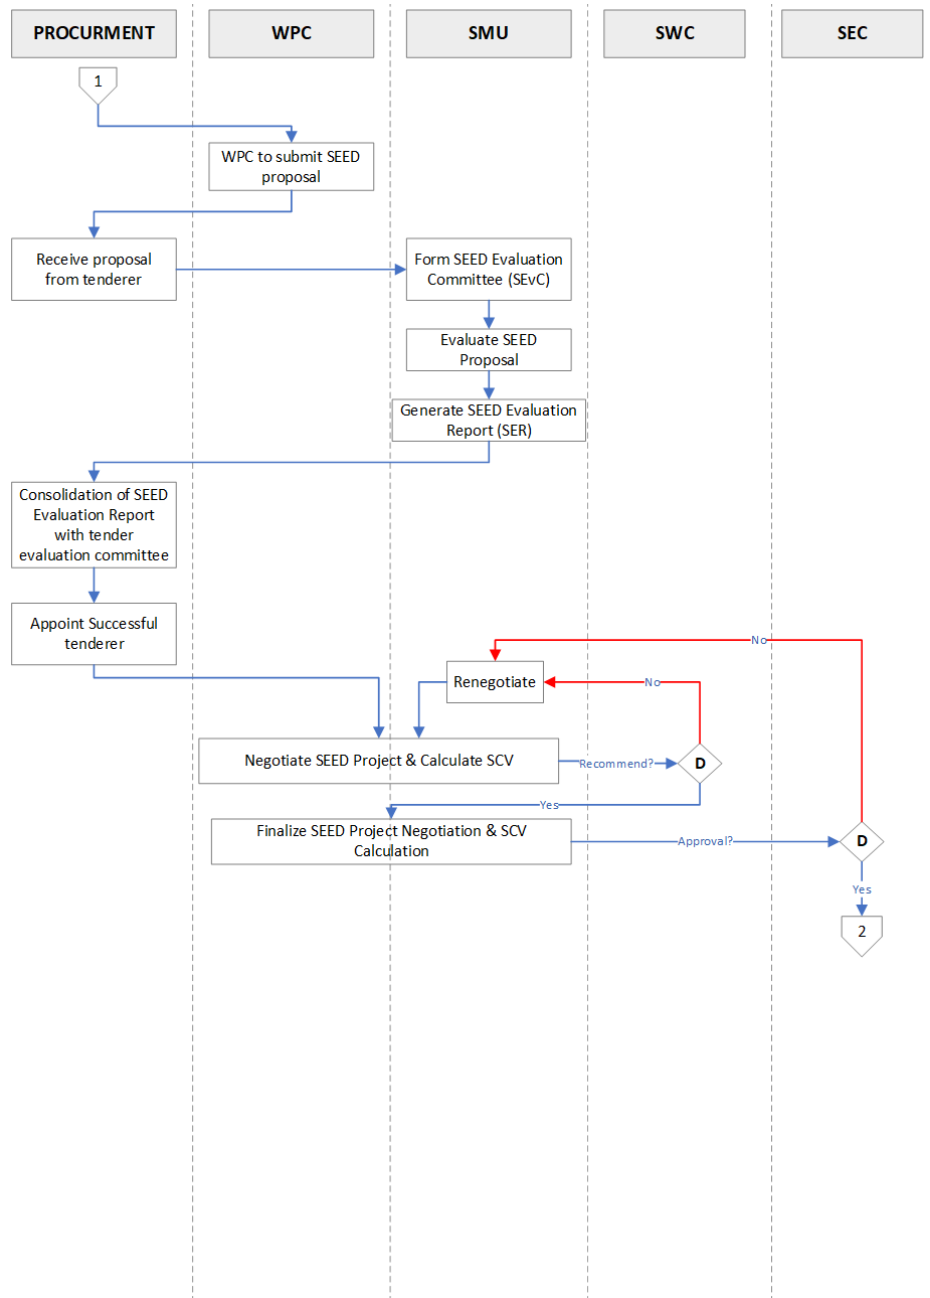 PROCURMENT
WPC
SMU
SWC
SEC
1
WPC to submit SEED
proposal
Receive proposal
from tenderer
Form SEED Evaluation
Committee (SEvC)
Evaluate SEED
Proposal
Generate SEED Evaluation
Report (SER)
Consolidation of SEED
Evaluation Report
with tender
evaluation committee
Appoint Successful
tenderer
No
Renegotiate
No
Negotiate SEED Project & Calculate SCV
Recommend?
D
Yes
Finalize SEED Project Negotiation & SCV
Calculation
Approval?
D
Yes
2